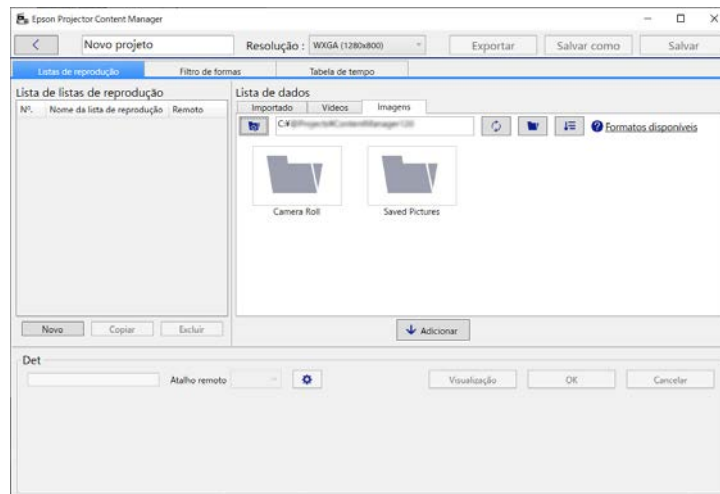 Epson Projector Content Manager
Novo projeto
Resolução : WXGA (1280x800)
Exportar
Salvar como
Salvar
Listas de reprodução
Filtro de formas
Tabela de tempo
Lista de listas de reprodução
Nº. Nome da lista de reprodução Remoto
Lista de dados
Importado
Vídeos
Imagens
Formatos disponíveis
Camera Roll
Saved Pictures
Novo
Copiar
Excluir
Adicionar
Det
Atalho remoto
Visualização
OK
Cancelar